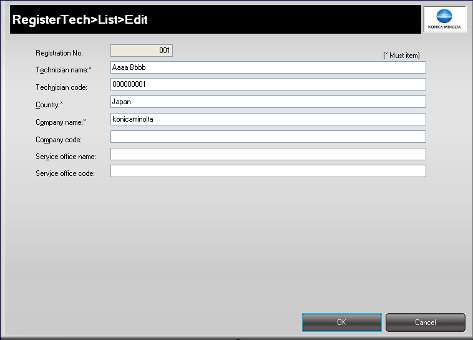 RegisterTech>List>Edit
KONICA MINOLTA
Registration No. 001
(* Must item)
Technician name:* Aaaa Bbbb
Technician code: 000000001
Country:* Japan
Company name:* Konicaminolta
Company code:
Service office name:
Service office code:
OK Cancel